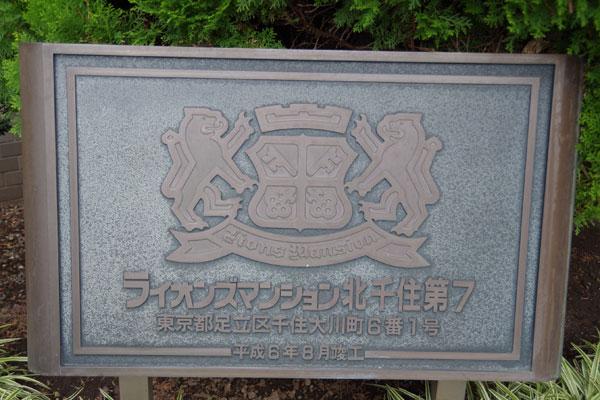 Lions Mansion
ライオンズマンション北千住第7
東京都足立区千住大川町6番1号
平成6年8月竣工